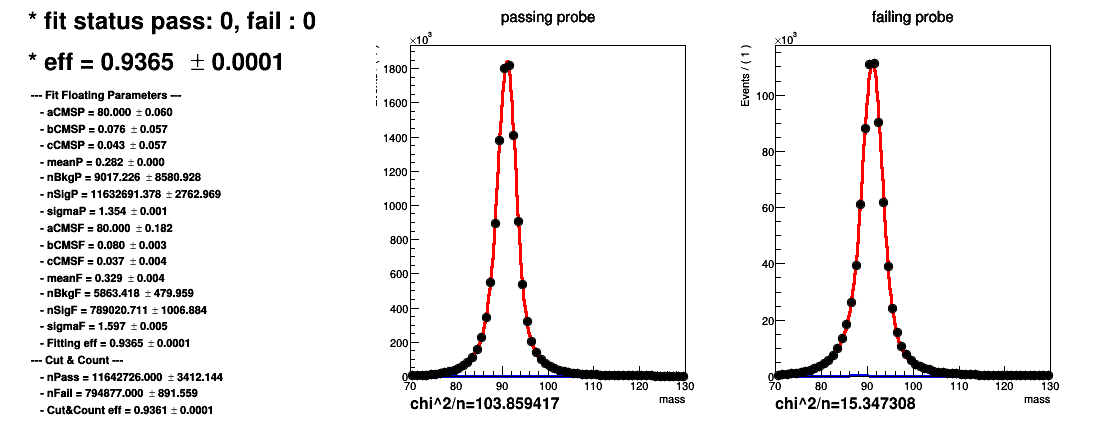 * fit status pass: 0, fail : 0
* eff = 0.9365 ± 0.0001
--- Fit Floating Parameters ---
- aCMSP = 80.000 ± 0.060
- bCMSP = 0.076 ± 0.057
- cCMSP = 0.043 ± 0.057
- meanP = 0.282 ± 0.000
- nBkgP = 9017.226 ± 8580.928
- nSigP = 11632691.378 ± 2762.969
- sigmaP = 1.354 ± 0.001
- aCMSF = 80.000 ± 0.182
- bCMSF = 0.080 ± 0.003
- cCMSF = 0.037 ± 0.004
- meanF = 0.329 ± 0.004
- nBkgF = 5863.418 ± 479.959
- nSigF = 789020.711 ± 1006.884
- sigmaF = 1.597 ± 0.005
- Fitting eff = 0.9365 ± 0.0001
--- Cut & Count ---
- nPass = 11642726.000 ± 3412.144
- nFail = 794877.000 ± 891.559
- Cut&Count eff = 0.9361 ± 0.0001
passing probe
×10³
1800
1600
1400
1200
1000
800
600
400
200
0
70 80 90 100 110 120 130
mass
chi^2/n=103.859417
failing probe
×10³
Events / ( 1 )
100
80
60
40
20
0
70 80 90 100 110 120 130
mass
chi^2/n=15.347308